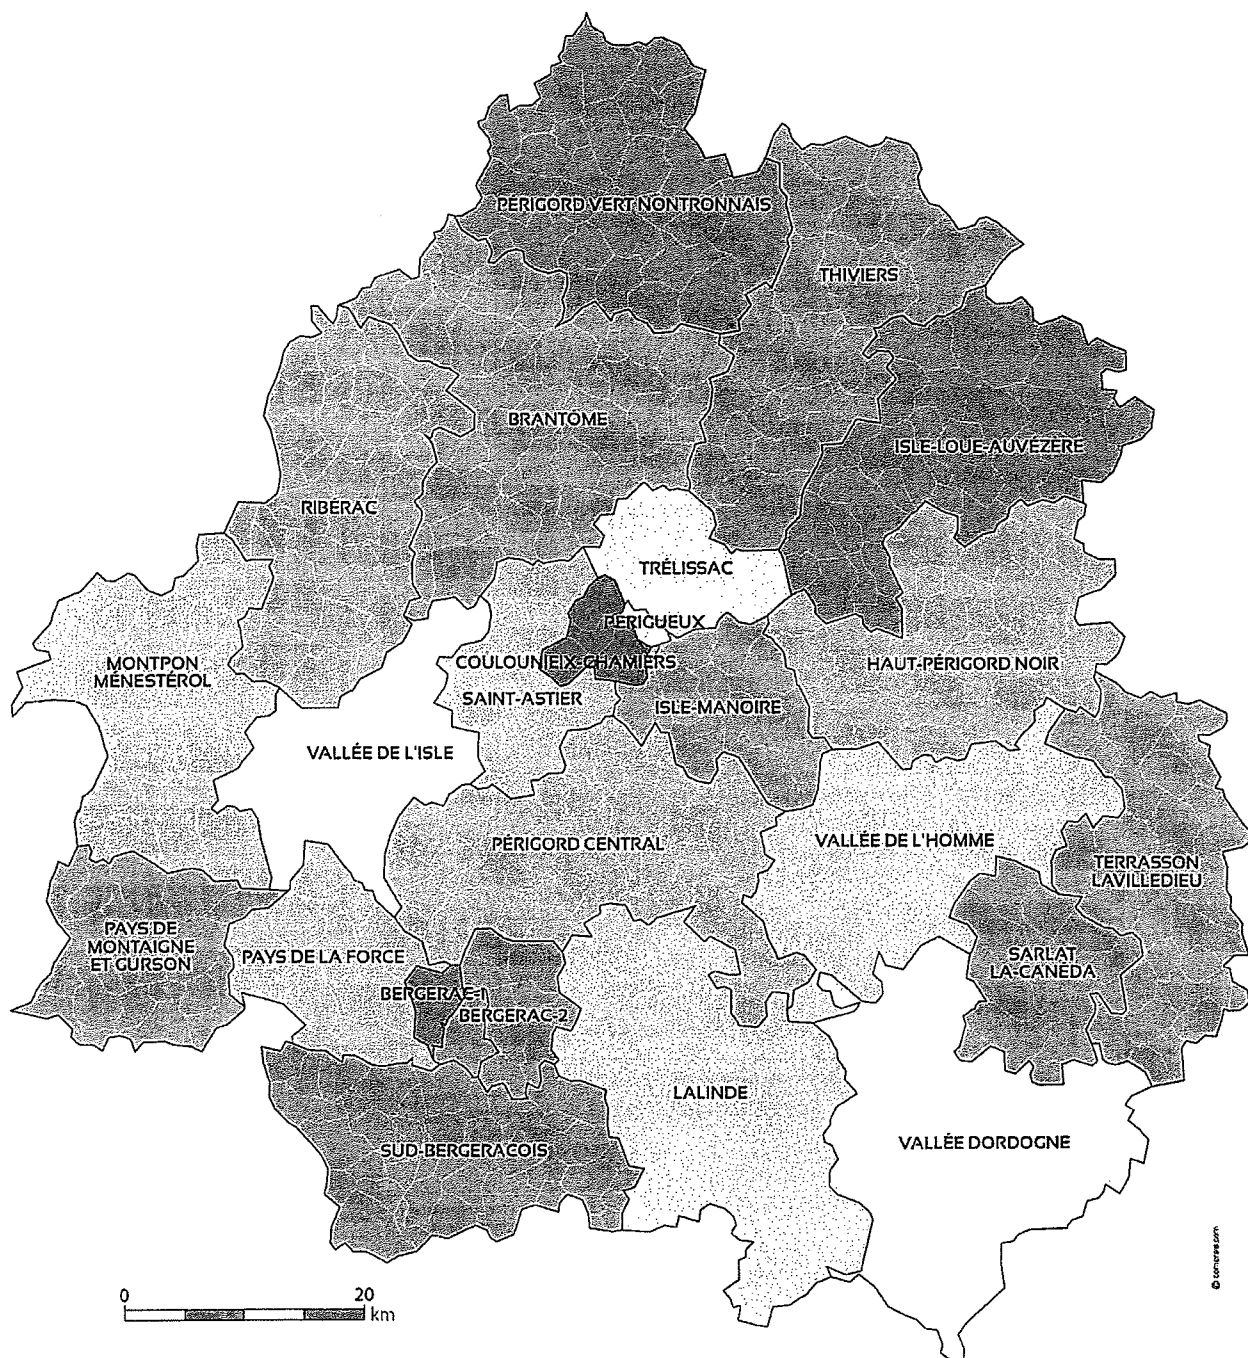 PÉRIGORD VERT NONTRONNAIS
THIVIERS
BRANTÔME
ISLE-LOUE-AUVÉZÈRE
RIBÉRAC
TRÉLISSAC
PÉRIGUEUX
COULOUNIEIX-CHAMIERS
HAUT-PÉRIGORD NOIR
MONTPON
MÉNESTÉROL
SAINT-ASTIER
ISLE-MANOIRE
VALLÉE DE L'ISLE
PÉRIGORD CENTRAL
VALLÉE DE L'HOMME
TERRASSON
LAVILLEDIEU
PAYS DE
MONTAIGNE
ET GURSON
PAYS DE LA FORCE
SARLAT
LA-CANÉDA
BERGERAC-1
BERGERAC-2
LALINDE
VALLÉE DORDOGNE
SUD-BERGERACOIS
0 20
km